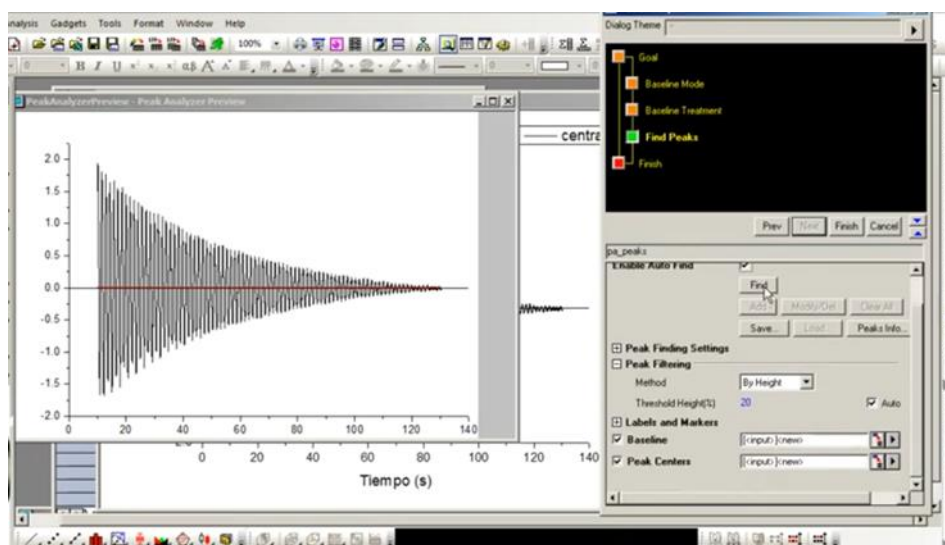 nalysis Gadgets Tools Format Window Help
100%
B I U
αβ
PeakAnalyzerPreview - Peak Analyzer Preview
2.0
1.5
1.0
0.5
0.0
-0.5
-1.0
-1.5
-2.0
0 20 40 60 80 100 120 140
centra
0 20 40 60 80 100 120 140
Tiempo (s)
Dialog Theme
Goal
Baseline Mode
Baseline Treatment
Find Peaks
Finish
Prev Next Finish Cancel
pa_peaks
Enable Auto Find
Find
Add Modify/Del Clear All
Save... Load... Peaks Info...
Peak Finding Settings
Peak Filtering
Method By Height
Threshold Height(%) 20 Auto
Labels and Markers
Baseline [<input>]<new>
Peak Centers [<input>]<new>